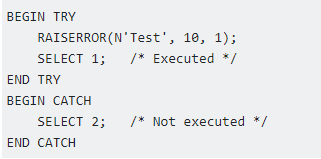 BEGIN TRY
    RAISERROR(N'Test', 10, 1);
    SELECT 1;   /* Executed */
END TRY
BEGIN CATCH
    SELECT 2;   /* Not executed */
END CATCH